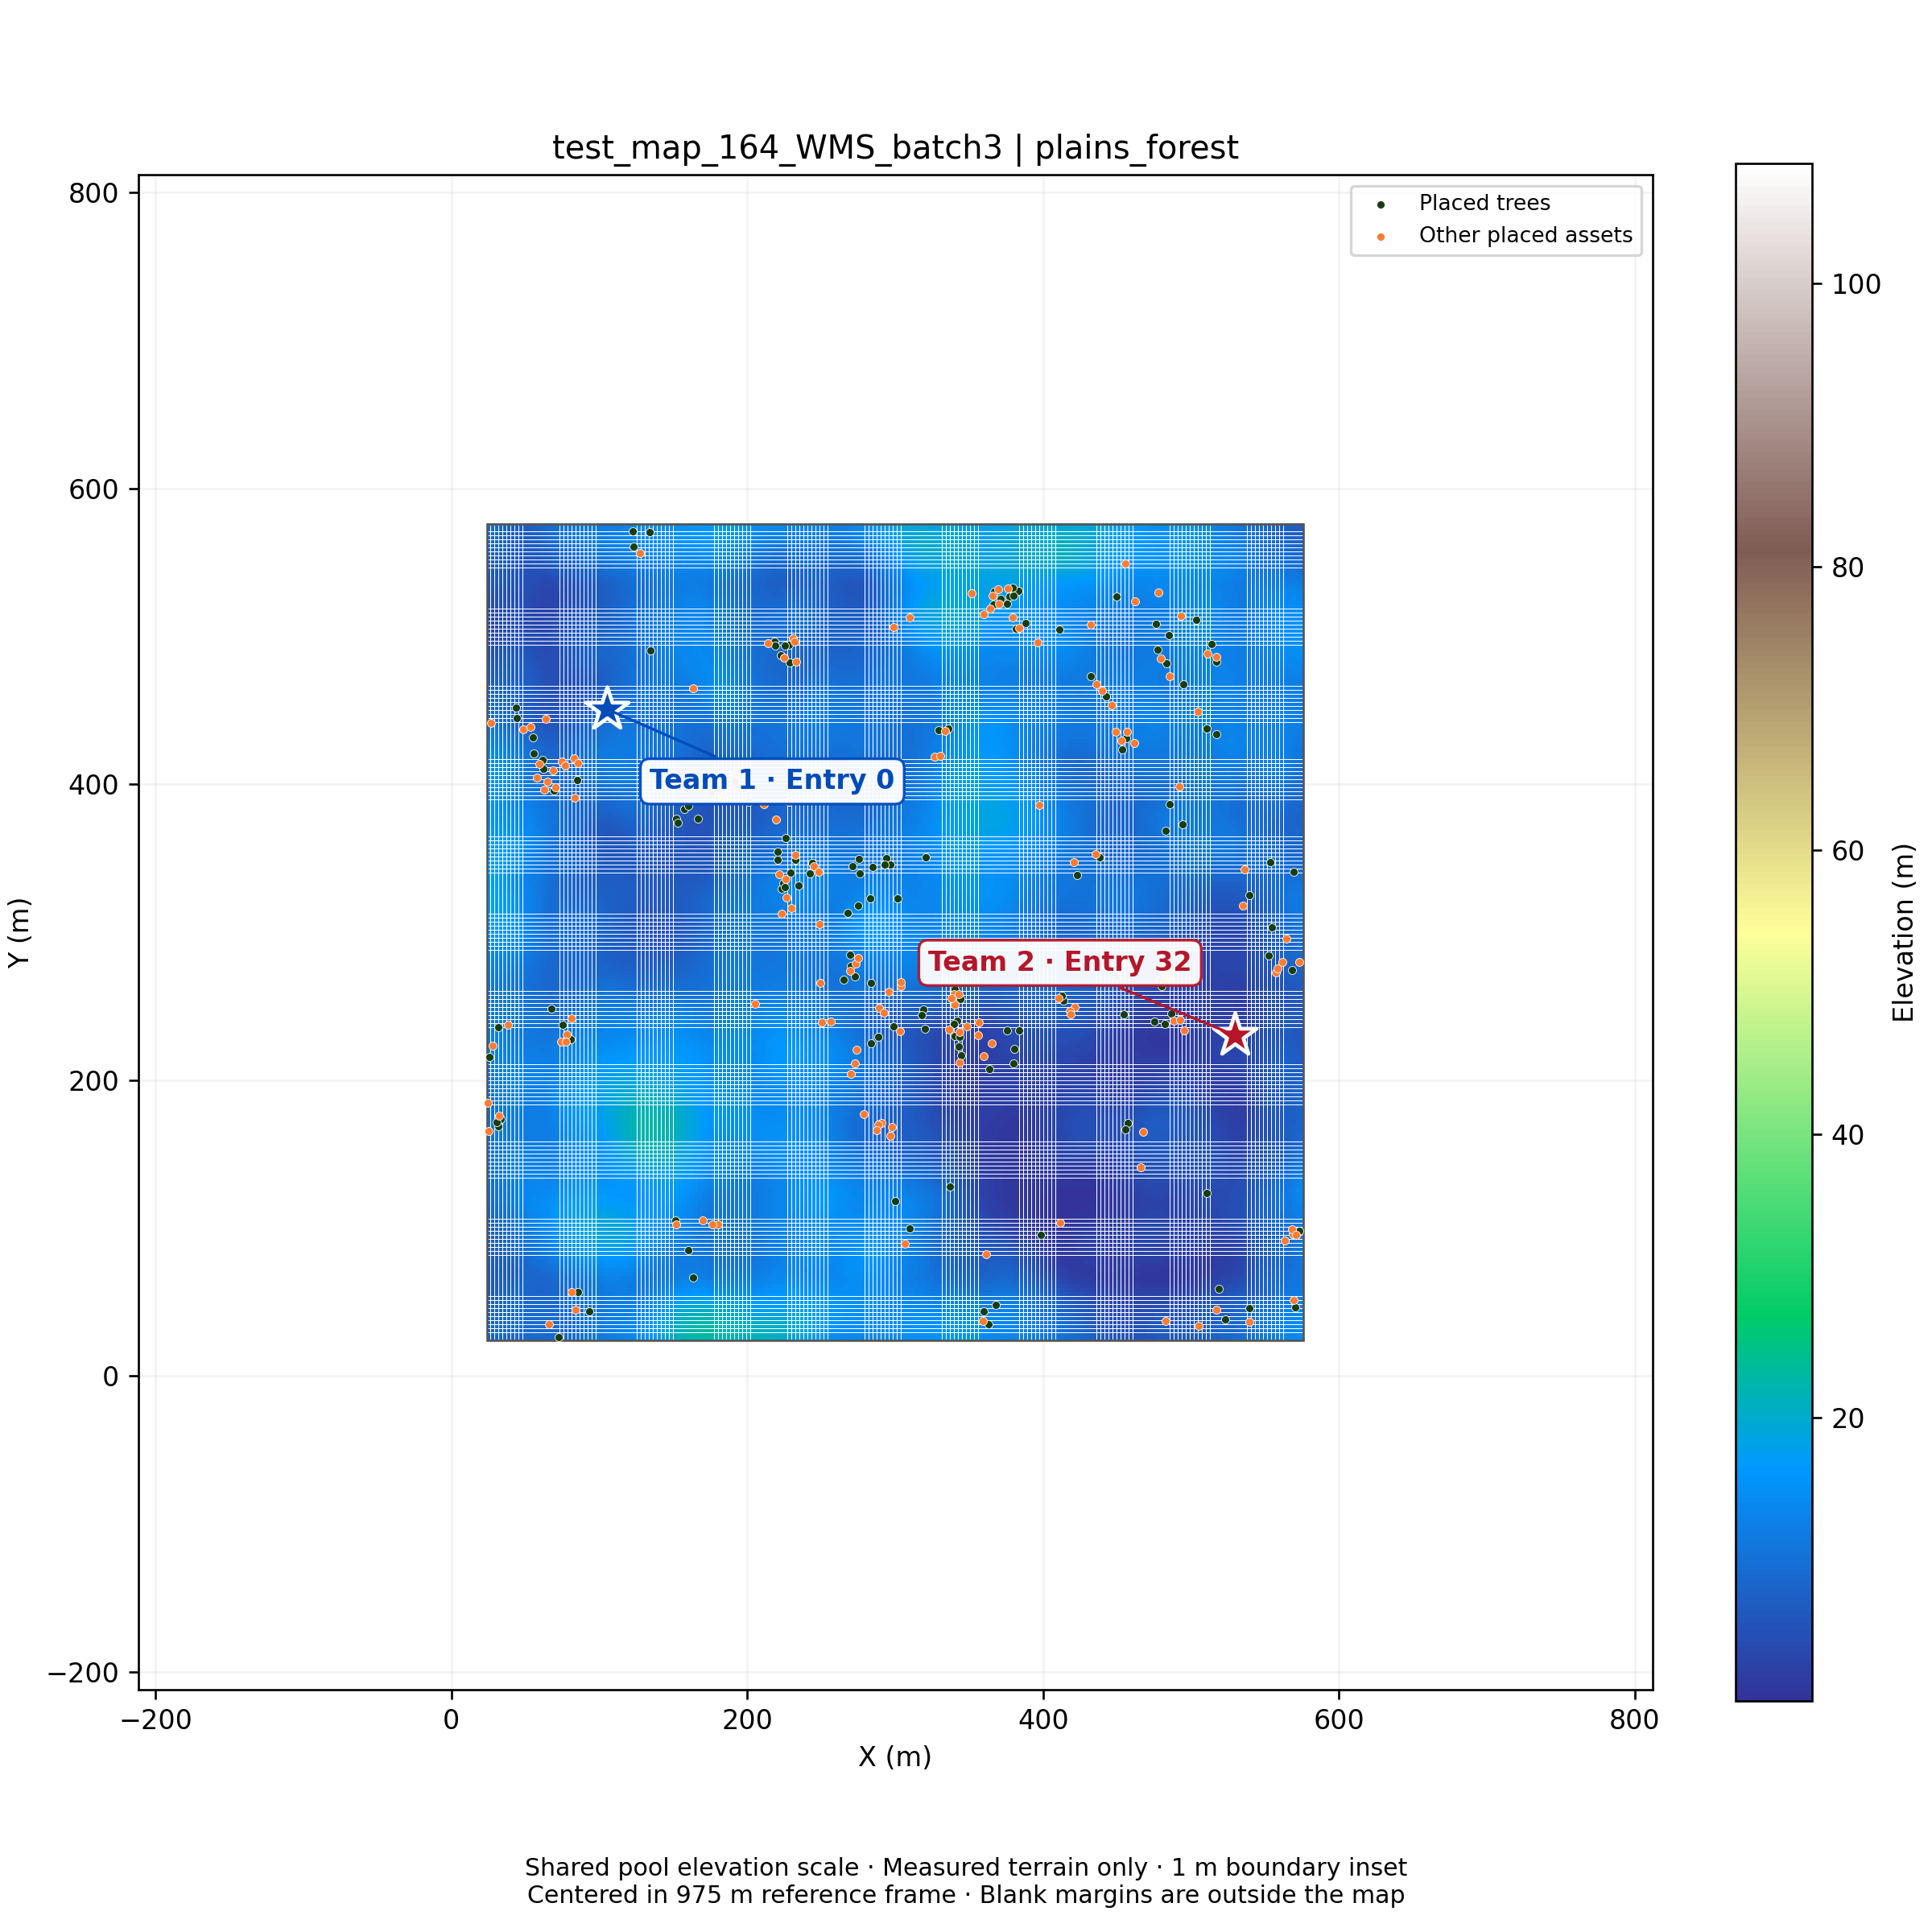 test_map_164_WMS_batch3 | plains_forest
Placed trees
Other placed assets
800
600
400
200
0
−200
−200
0
200
400
600
800
X (m)
Y (m)
Team 1 · Entry 0
Team 2 · Entry 32
100
80
60
40
20
Elevation (m)
Shared pool elevation scale · Measured terrain only · 1 m boundary inset
Centered in 975 m reference frame · Blank margins are outside the map